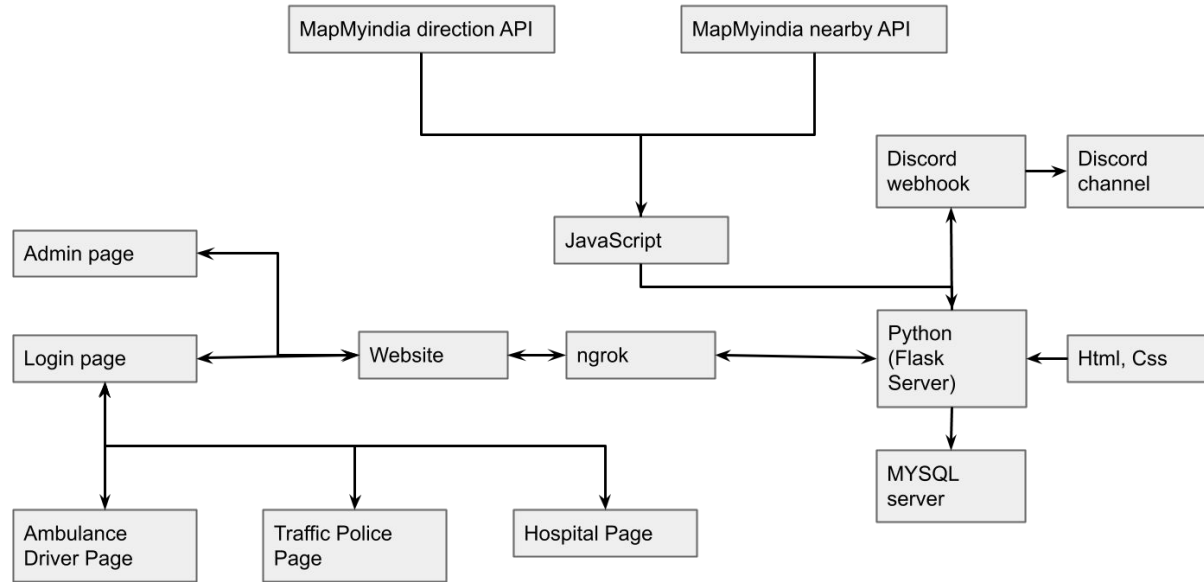 MapMyindia direction API
MapMyindia nearby API
Discord
webhook
Discord
channel
JavaScript
Admin page
Login page
Website
ngrok
Python
(Flask
Server)
Html, Css
MYSQL
server
Ambulance
Driver Page
Traffic Police
Page
Hospital Page